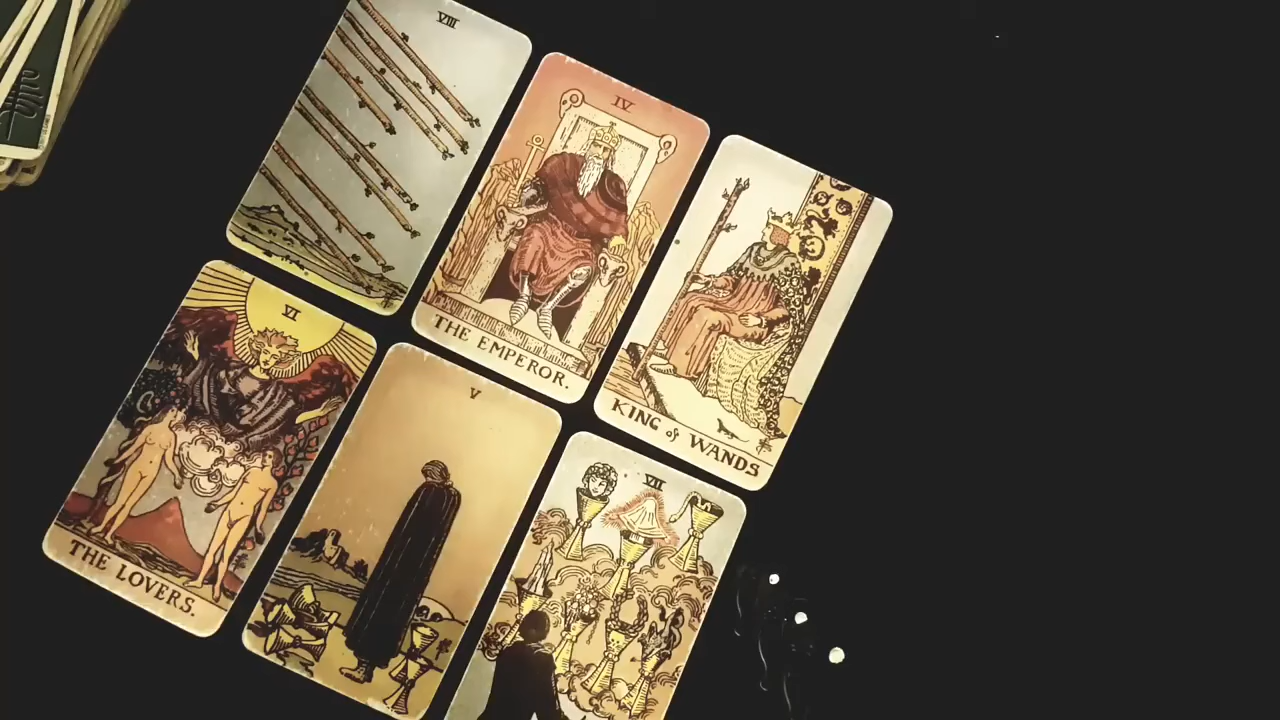 VIII
IV
THE EMPEROR.
KING of WANDS
VI
THE LOVERS.
V
VII